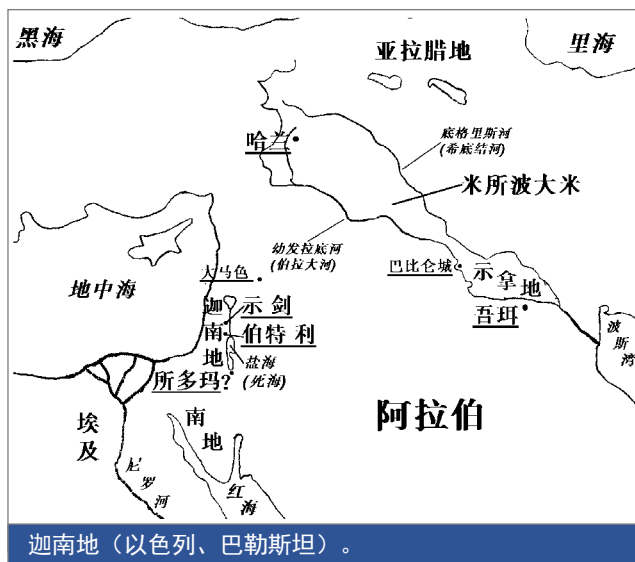 黑海
亚拉腊地
里海
哈兰
底格里斯河
(希底结河)
米所波大米
幼发拉底河
(伯拉大河)
大马色
巴比仑城
示拿地
吾珥
波斯湾
地中海
迦南地
示剑
伯特利
盐海
(死海)
所多玛?
阿拉伯
埃及
南地
尼罗河
红海
迦南地（以色列、巴勒斯坦）。